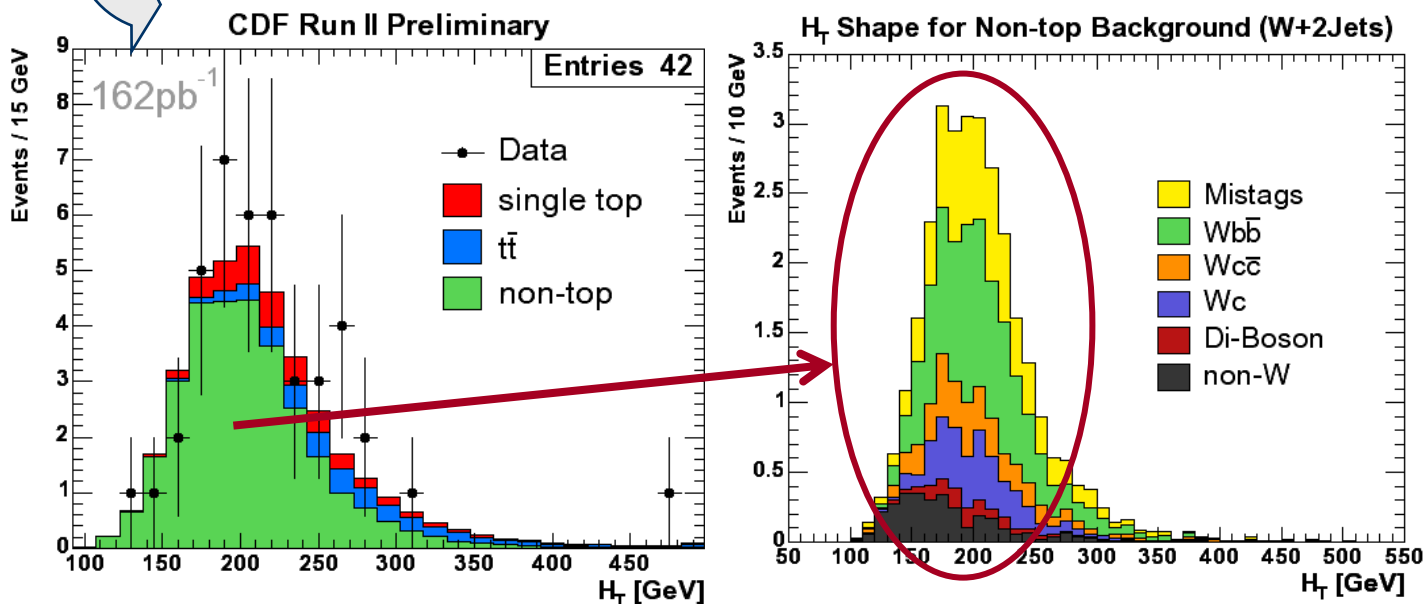 CDF Run II Preliminary
Events / 15 GeV
162pb⁻¹
Entries 42
Data
single top
tt̄
non-top
9
8
7
6
5
4
3
2
1
0
100 150 200 250 300 350 400 450
H_T [GeV]
H_T Shape for Non-top Background (W+2Jets)
Events / 10 GeV
3.5
3
2.5
2
1.5
1
0.5
0
Mistags
Wbb̄
Wcc̄
Wc
Di-Boson
non-W
50 100 150 200 250 300 350 400 450 500 550
H_T [GeV]